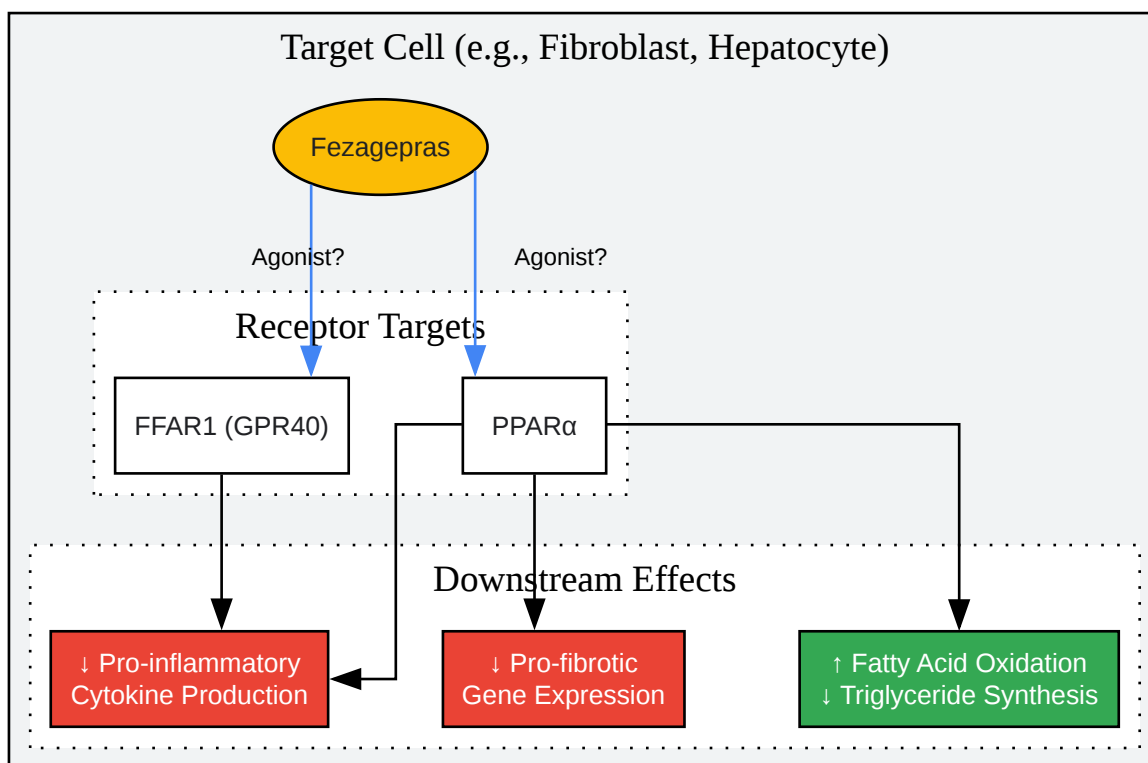 Target Cell (e.g., Fibroblast, Hepatocyte)
Fezagepras
Agonist?
Agonist?
Receptor Targets
FFAR1 (GPR40)
PPARα
Downstream Effects
↓ Pro-inflammatory
Cytokine Production
↓ Pro-fibrotic
Gene Expression
↑ Fatty Acid Oxidation
↓ Triglyceride Synthesis